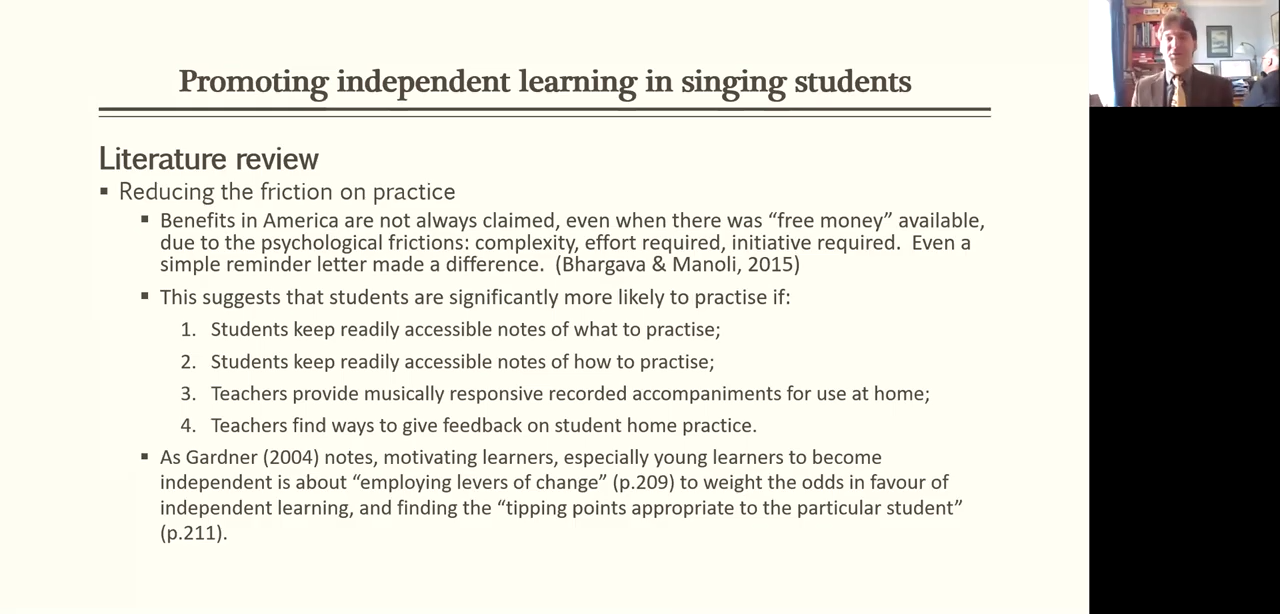 Promoting independent learning in singing students
Literature review
▪ Reducing the friction on practice
▪ Benefits in America are not always claimed, even when there was “free money” available,
due to the psychological frictions: complexity, effort required, initiative required.  Even a
simple reminder letter made a difference.  (Bhargava & Manoli, 2015)
▪ This suggests that students are significantly more likely to practise if:
1. Students keep readily accessible notes of what to practise;
2. Students keep readily accessible notes of how to practise;
3. Teachers provide musically responsive recorded accompaniments for use at home;
4. Teachers find ways to give feedback on student home practice.
▪ As Gardner (2004) notes, motivating learners, especially young learners to become
independent is about “employing levers of change” (p.209) to weight the odds in favour of
independent learning, and finding the “tipping points appropriate to the particular student”
(p.211).